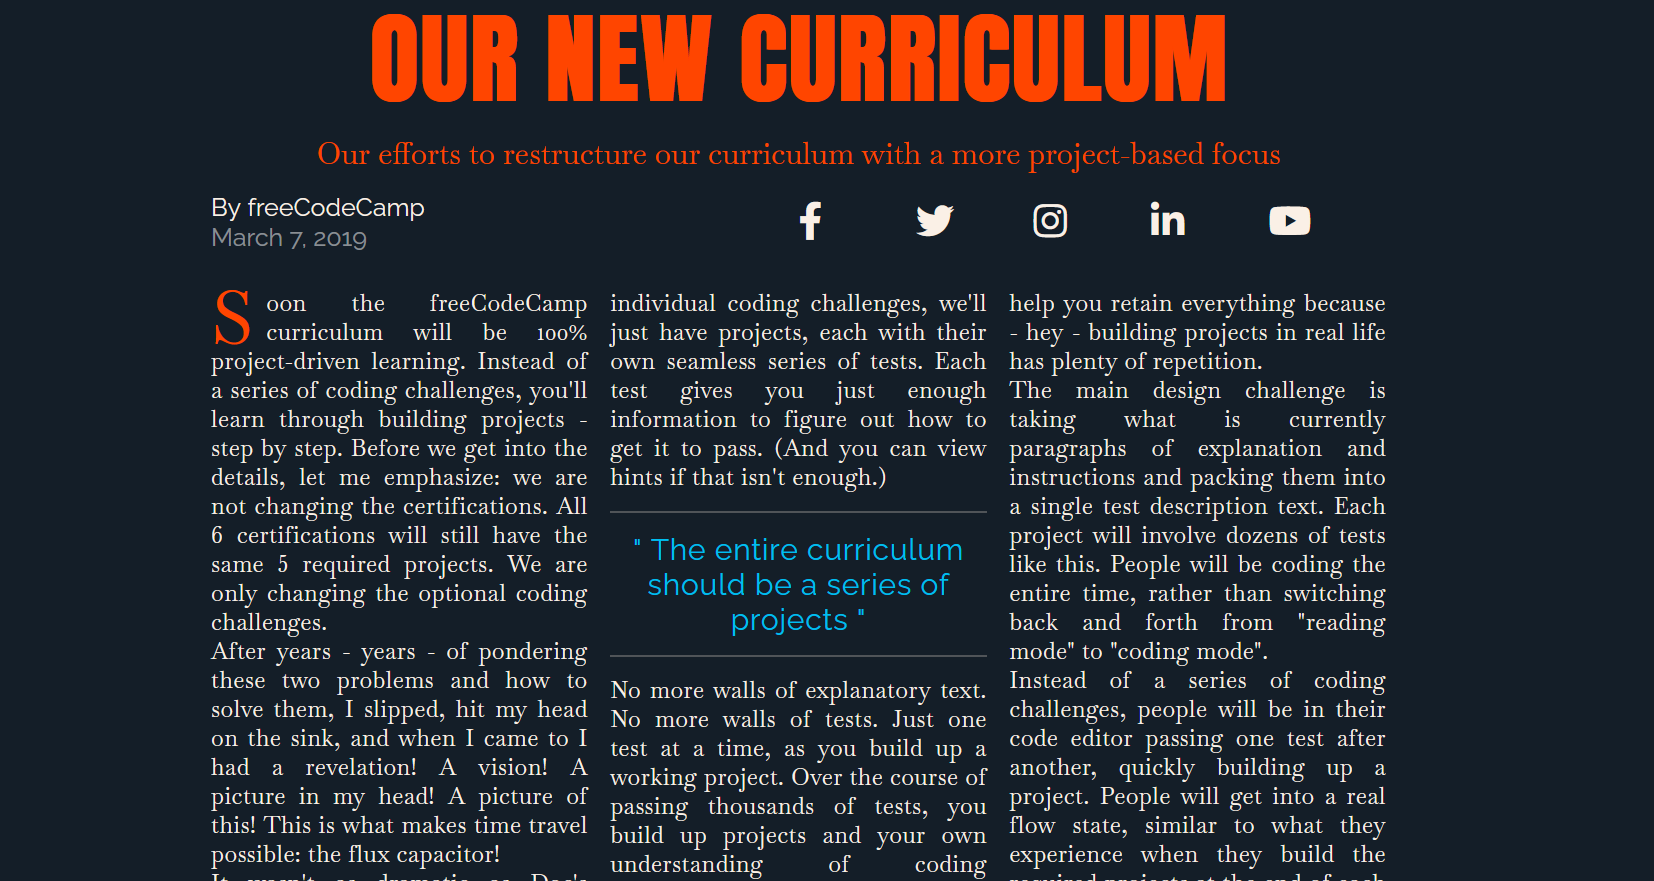 OUR NEW CURRICULUM
Our efforts to restructure our curriculum with a more project-based focus
By freeCodeCamp
March 7, 2019
Soon the freeCodeCamp
curriculum will be 100%
project-driven learning. Instead of
a series of coding challenges, you'll
learn through building projects -
step by step. Before we get into the
details, let me emphasize: we are
not changing the certifications. All
6 certifications will still have the
same 5 required projects. We are
only changing the optional coding
challenges.
After years - years - of pondering
these two problems and how to
solve them, I slipped, hit my head
on the sink, and when I came to I
had a revelation! A vision! A
picture in my head! A picture of
this! This is what makes time travel
possible: the flux capacitor!
It wasn't as dramatic as Doc's
individual coding challenges, we'll
just have projects, each with their
own seamless series of tests. Each
test gives you just enough
information to figure out how to
get it to pass. (And you can view
hints if that isn't enough.)
" The entire curriculum
should be a series of
projects "
No more walls of explanatory text.
No more walls of tests. Just one
test at a time, as you build up a
working project. Over the course of
passing thousands of tests, you
build up projects and your own
understanding of coding
help you retain everything because
- hey - building projects in real life
has plenty of repetition.
The main design challenge is
taking what is currently
paragraphs of explanation and
instructions and packing them into
a single test description text. Each
project will involve dozens of tests
like this. People will be coding the
entire time, rather than switching
back and forth from "reading
mode" to "coding mode".
Instead of a series of coding
challenges, people will be in their
code editor passing one test after
another, quickly building up a
project. People will get into a real
flow state, similar to what they
experience when they build the
required projects at the end of each